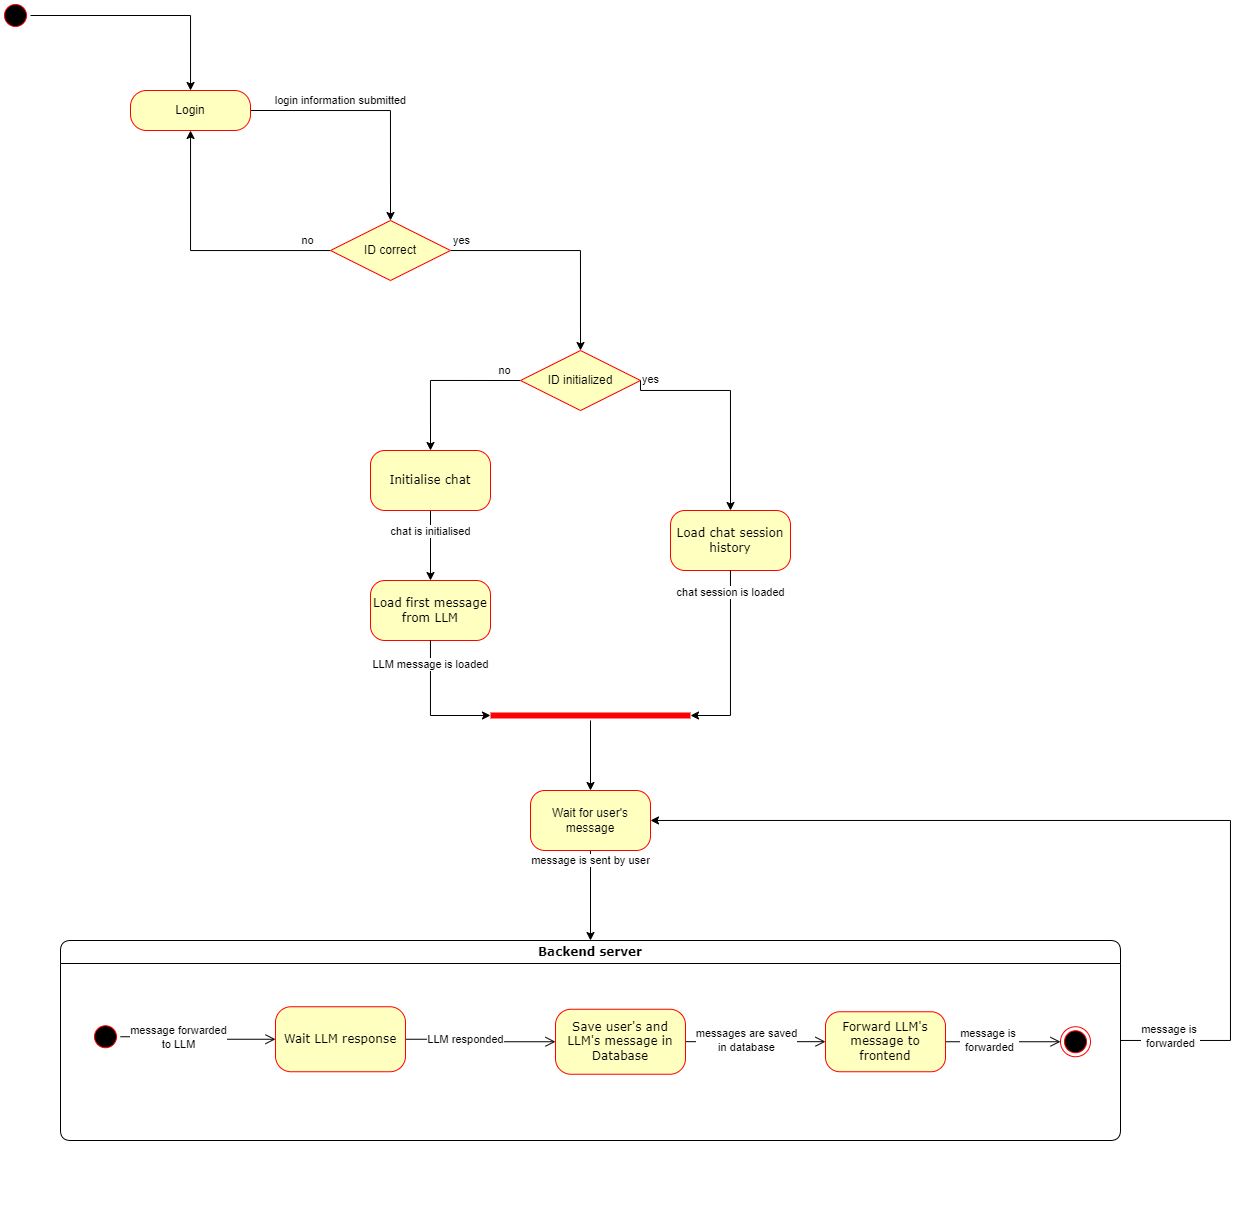 Login
login information submitted
no
ID correct
yes
no
ID initialized
yes
Initialise chat
chat is initialised
Load chat session
history
chat session is loaded
Load first message
from LLM
LLM message is loaded
Wait for user's
message
message is sent by user
Backend server
message forwarded
to LLM
Wait LLM response
LLM responded
Save user's and
LLM's message in
Database
messages are saved
in database
Forward LLM's
message to
frontend
message is
forwarded
message is
forwarded